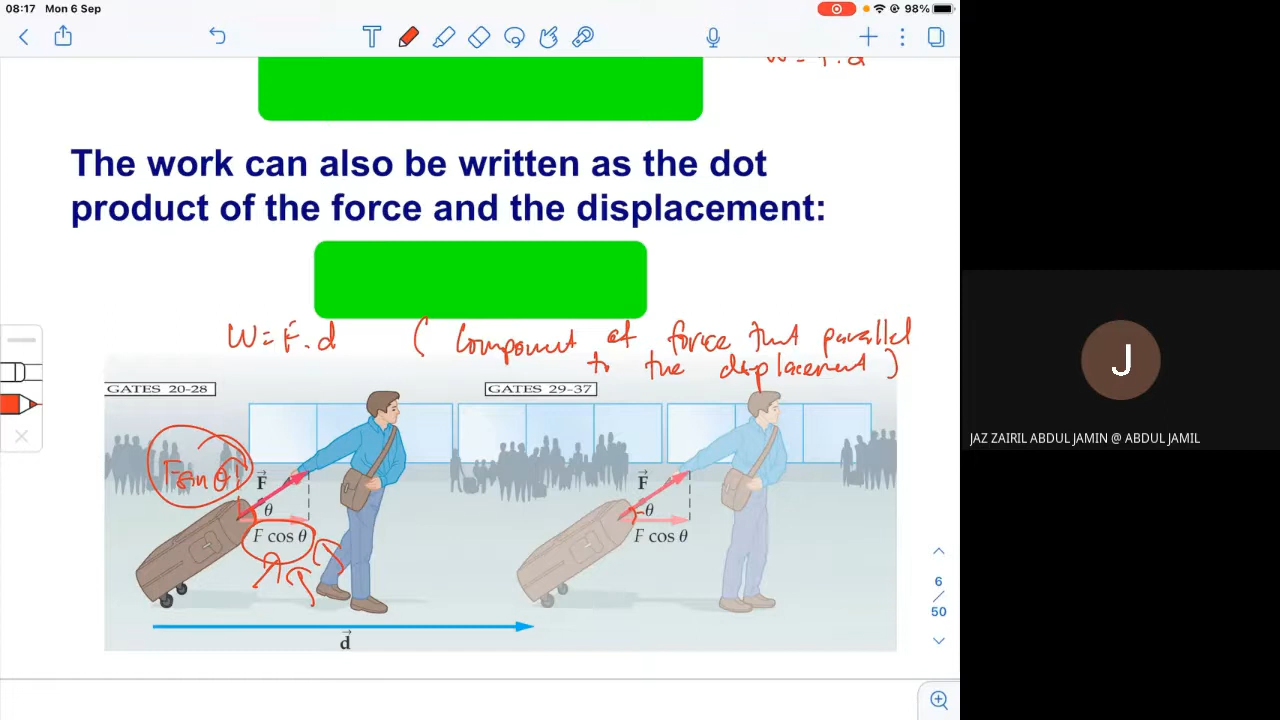 08:17 Mon 6 Sep
98%
W = F. d
The work can also be written as the dot
product of the force and the displacement:
W = F . d ( component of force that parallel
to the displacement )
GATES 20-28
GATES 29-37
F sin θ
F
θ
F cos θ
F
θ
F cos θ
d
6
/
50
J
JAZ ZAIRIL ABDUL JAMIN @ ABDUL JAMIL